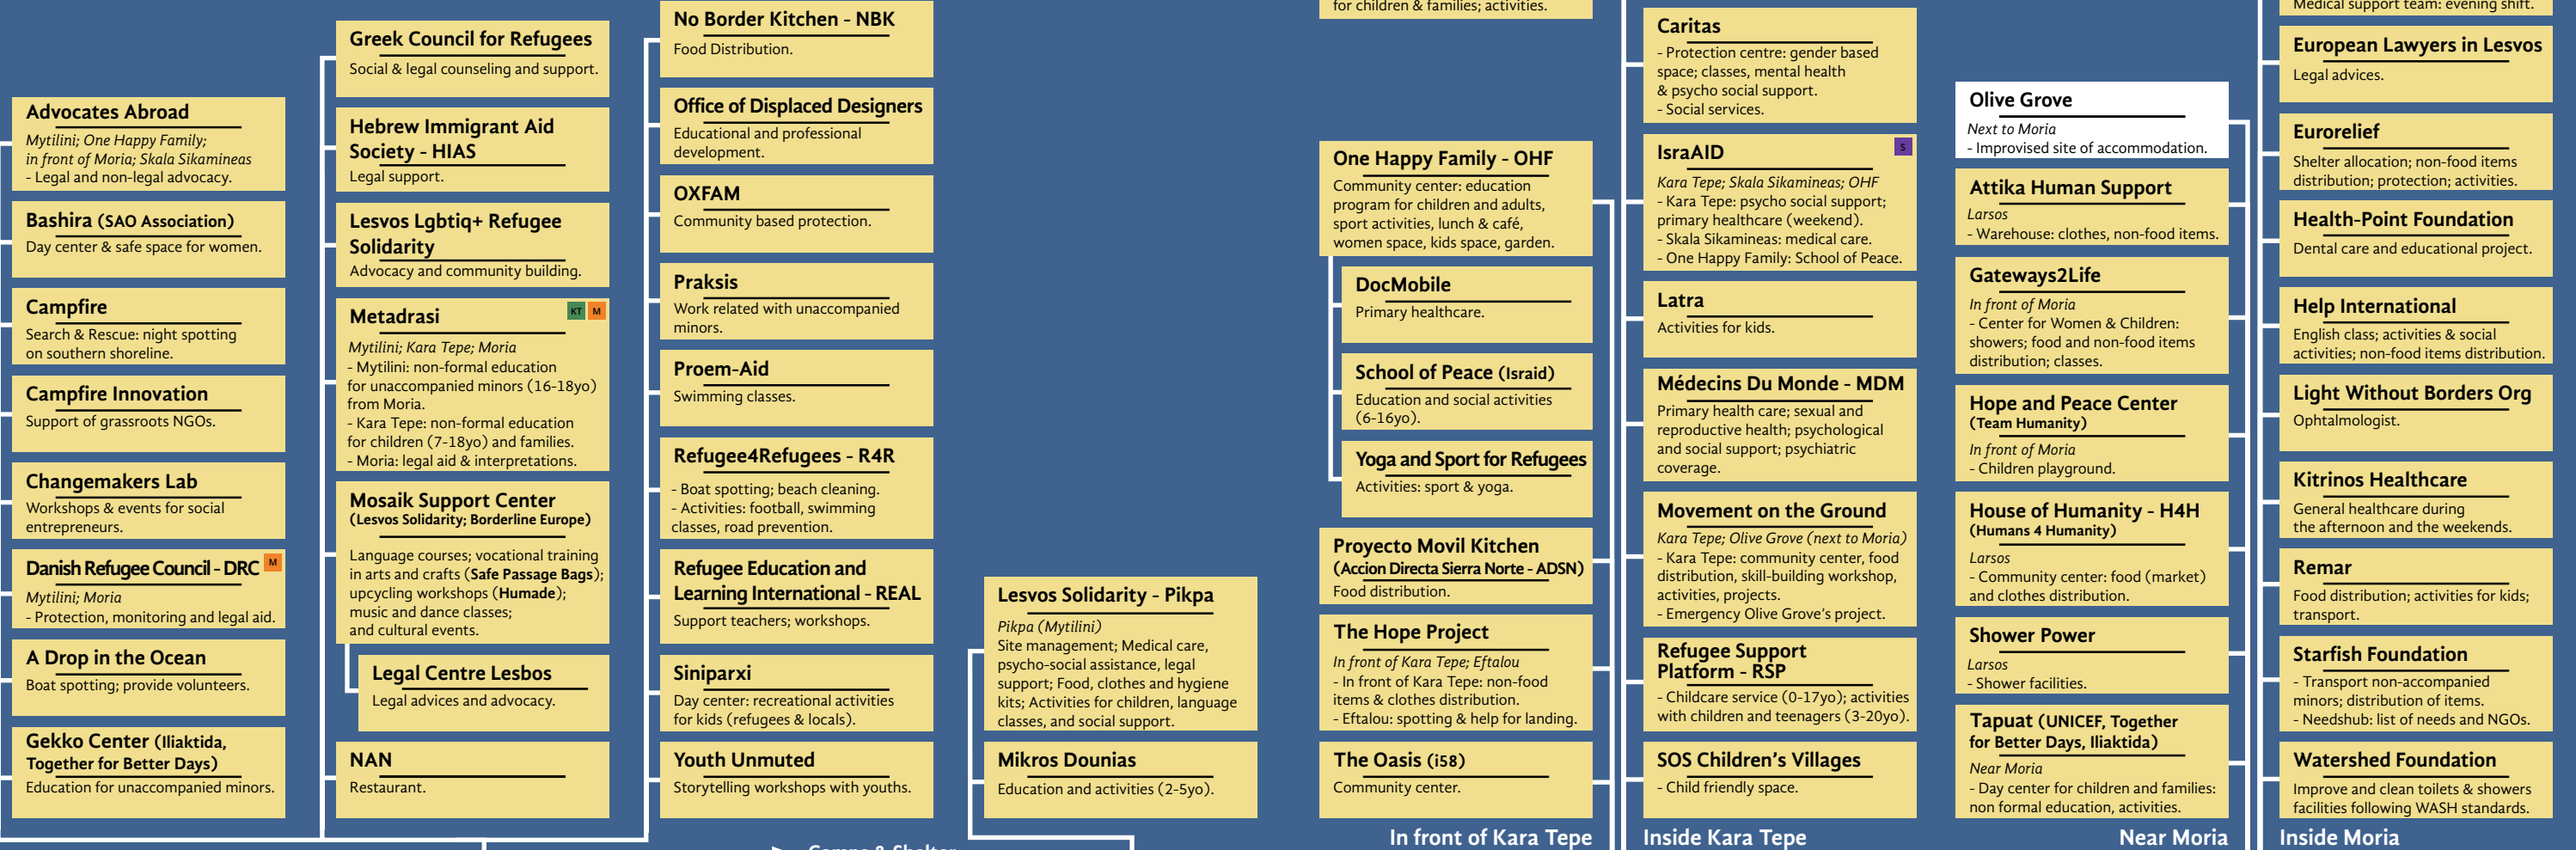 Advocates Abroad
Mytilini; One Happy Family;
in front of Moria; Skala Sikamineas
- Legal and non-legal advocacy.
Bashira (SAO Association)
Day center & safe space for women.
Campfire
Search & Rescue: night spotting
on southern shoreline.
Campfire Innovation
Support of grassroots NGOs.
Changemakers Lab
Workshops & events for social
entrepreneurs.
Danish Refugee Council - DRC
M
Mytilini; Moria
- Protection, monitoring and legal aid.
A Drop in the Ocean
Boat spotting; provide volunteers.
Gekko Center (Iliaktida,
Together for Better Days)
Education for unaccompanied minors.
Greek Council for Refugees
Social & legal counseling and support.
Hebrew Immigrant Aid
Society - HIAS
Legal support.
Lesvos Lgbtiq+ Refugee
Solidarity
Advocacy and community building.
Metadrasi
KT M
Mytilini; Kara Tepe; Moria
- Mytilini: non-formal education
for unaccompanied minors (16-18yo)
from Moria.
- Kara Tepe: non-formal education
for children (7-18yo) and families.
- Moria: legal aid & interpretations.
Mosaik Support Center
(Lesvos Solidarity; Borderline Europe)
Language courses; vocational training
in arts and crafts (Safe Passage Bags);
upcycling workshops (Humade);
music and dance classes;
and cultural events.
Legal Centre Lesbos
Legal advices and advocacy.
NAN
Restaurant.
No Border Kitchen - NBK
Food Distribution.
Office of Displaced Designers
Educational and professional
development.
OXFAM
Community based protection.
Praksis
Work related with unaccompanied
minors.
Proem-Aid
Swimming classes.
Refugee4Refugees - R4R
- Boat spotting; beach cleaning.
- Activities: football, swimming
classes, road prevention.
Refugee Education and
Learning International - REAL
Support teachers; workshops.
Siniparxi
Day center: recreational activities
for kids (refugees & locals).
Youth Unmuted
Storytelling workshops with youths.
Lesvos Solidarity - Pikpa
Pikpa (Mytilini)
Site management; Medical care,
psycho-social assistance, legal
support; Food, clothes and hygiene
kits; Activities for children, language
classes, and social support.
Mikros Dounias
Education and activities (2-5yo).
for children & families; activities.
One Happy Family - OHF
Community center: education
program for children and adults,
sport activities, lunch & café,
women space, kids space, garden.
DocMobile
Primary healthcare.
School of Peace (Israid)
Education and social activities
(6-16yo).
Yoga and Sport for Refugees
Activities: sport & yoga.
Proyecto Movil Kitchen
(Accion Directa Sierra Norte - ADSN)
Food distribution.
The Hope Project
In front of Kara Tepe; Eftalou
- In front of Kara Tepe: non-food
items & clothes distribution.
- Eftalou: spotting & help for landing.
The Oasis (i58)
Community center.
In front of Kara Tepe
Caritas
- Protection centre: gender based
space; classes, mental health
& psycho social support.
- Social services.
IsraAID
S
Kara Tepe; Skala Sikamineas; OHF
- Kara Tepe: psycho social support;
primary healthcare (weekend).
- Skala Sikamineas: medical care.
- One Happy Family: School of Peace.
Latra
Activities for kids.
Médecins Du Monde - MDM
Primary health care; sexual and
reproductive health; psychological
and social support; psychiatric
coverage.
Movement on the Ground
Kara Tepe; Olive Grove (next to Moria)
- Kara Tepe: community center, food
distribution, skill-building workshop,
activities, projects.
- Emergency Olive Grove's project.
Refugee Support
Platform - RSP
- Childcare service (0-17yo); activities
with children and teenagers (3-20yo).
SOS Children's Villages
- Child friendly space.
Inside Kara Tepe
Olive Grove
Next to Moria
- Improvised site of accommodation.
Attika Human Support
Larsos
- Warehouse: clothes, non-food items.
Gateways2Life
In front of Moria
- Center for Women & Children:
showers; food and non-food items
distribution; classes.
Hope and Peace Center
(Team Humanity)
In front of Moria
- Children playground.
House of Humanity - H4H
(Humans 4 Humanity)
Larsos
- Community center: food (market)
and clothes distribution.
Shower Power
Larsos
- Shower facilities.
Tapuat (UNICEF, Together
for Better Days, Iliaktida)
Near Moria
- Day center for children and families:
non formal education, activities.
Near Moria
Medical support team: evening shift.
European Lawyers in Lesvos
Legal advices.
Eurorelief
Shelter allocation; non-food items
distribution; protection; activities.
Health-Point Foundation
Dental care and educational project.
Help International
English class; activities & social
activities; non-food items distribution.
Light Without Borders Org
Ophtalmologist.
Kitrinos Healthcare
General healthcare during
the afternoon and the weekends.
Remar
Food distribution; activities for kids;
transport.
Starfish Foundation
- Transport non-accompanied
minors; distribution of items.
- Needshub: list of needs and NGOs.
Watershed Foundation
Improve and clean toilets & showers
facilities following WASH standards.
Inside Moria